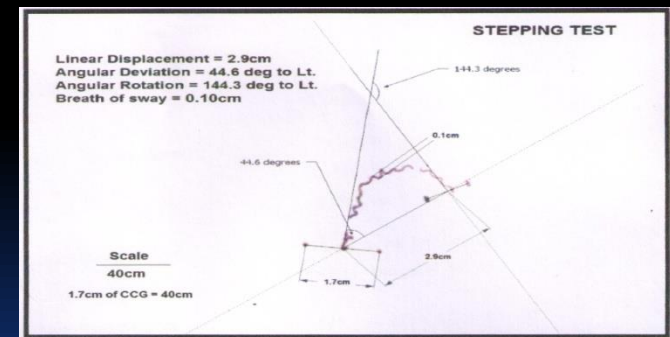 STEPPING TEST
Linear Displacement = 2.9cm
Angular Deviation = 44.6 deg to Lt.
Angular Rotation = 144.3 deg to Lt.
Breath of sway = 0.10cm
144.3 degrees
0.1cm
44.6 degrees
2.9cm
1.7cm
Scale
40cm
1.7cm of CCG = 40cm